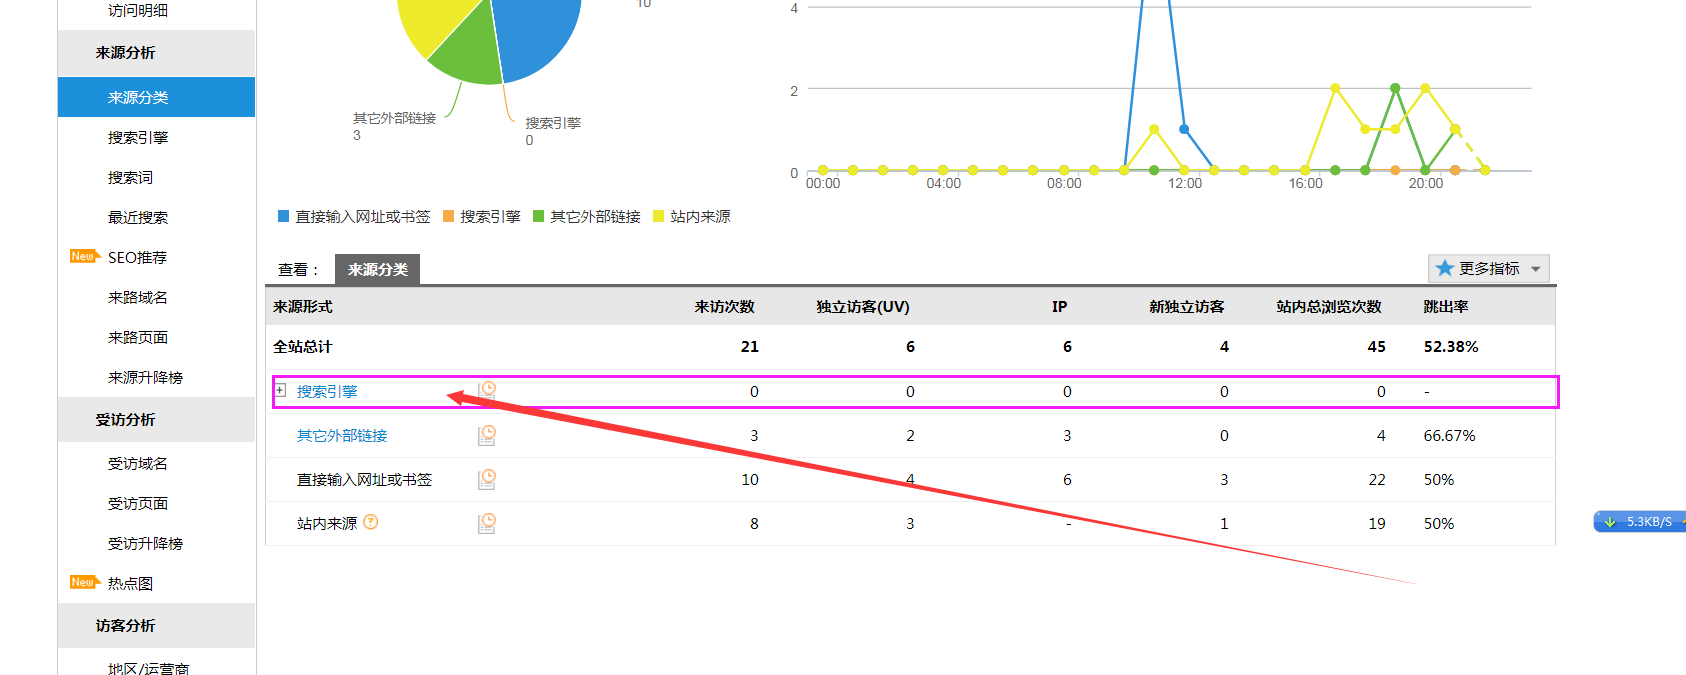 访问明细
来源分析
来源分类
搜索引擎
搜索词
最近搜索
New SEO推荐
来路域名
来路页面
来源升降榜
受访分析
受访域名
受访页面
受访升降榜
New 热点图
访客分析
地区/运营商
10
其它外部链接
3
搜索引擎
0
4
2
0
00:00 04:00 08:00 12:00 16:00 20:00
直接输入网址或书签 搜索引擎 其它外部链接 站内来源
查看： 来源分类 更多指标
来源形式 来访次数 独立访客(UV) IP 新独立访客 站内总浏览次数 跳出率
全站总计 21 6 6 4 45 52.38%
搜索引擎 0 0 0 0 0 -
其它外部链接 3 2 3 0 4 66.67%
直接输入网址或书签 10 4 6 3 22 50%
站内来源 ? 8 3 - 1 19 50%
5.3KB/S